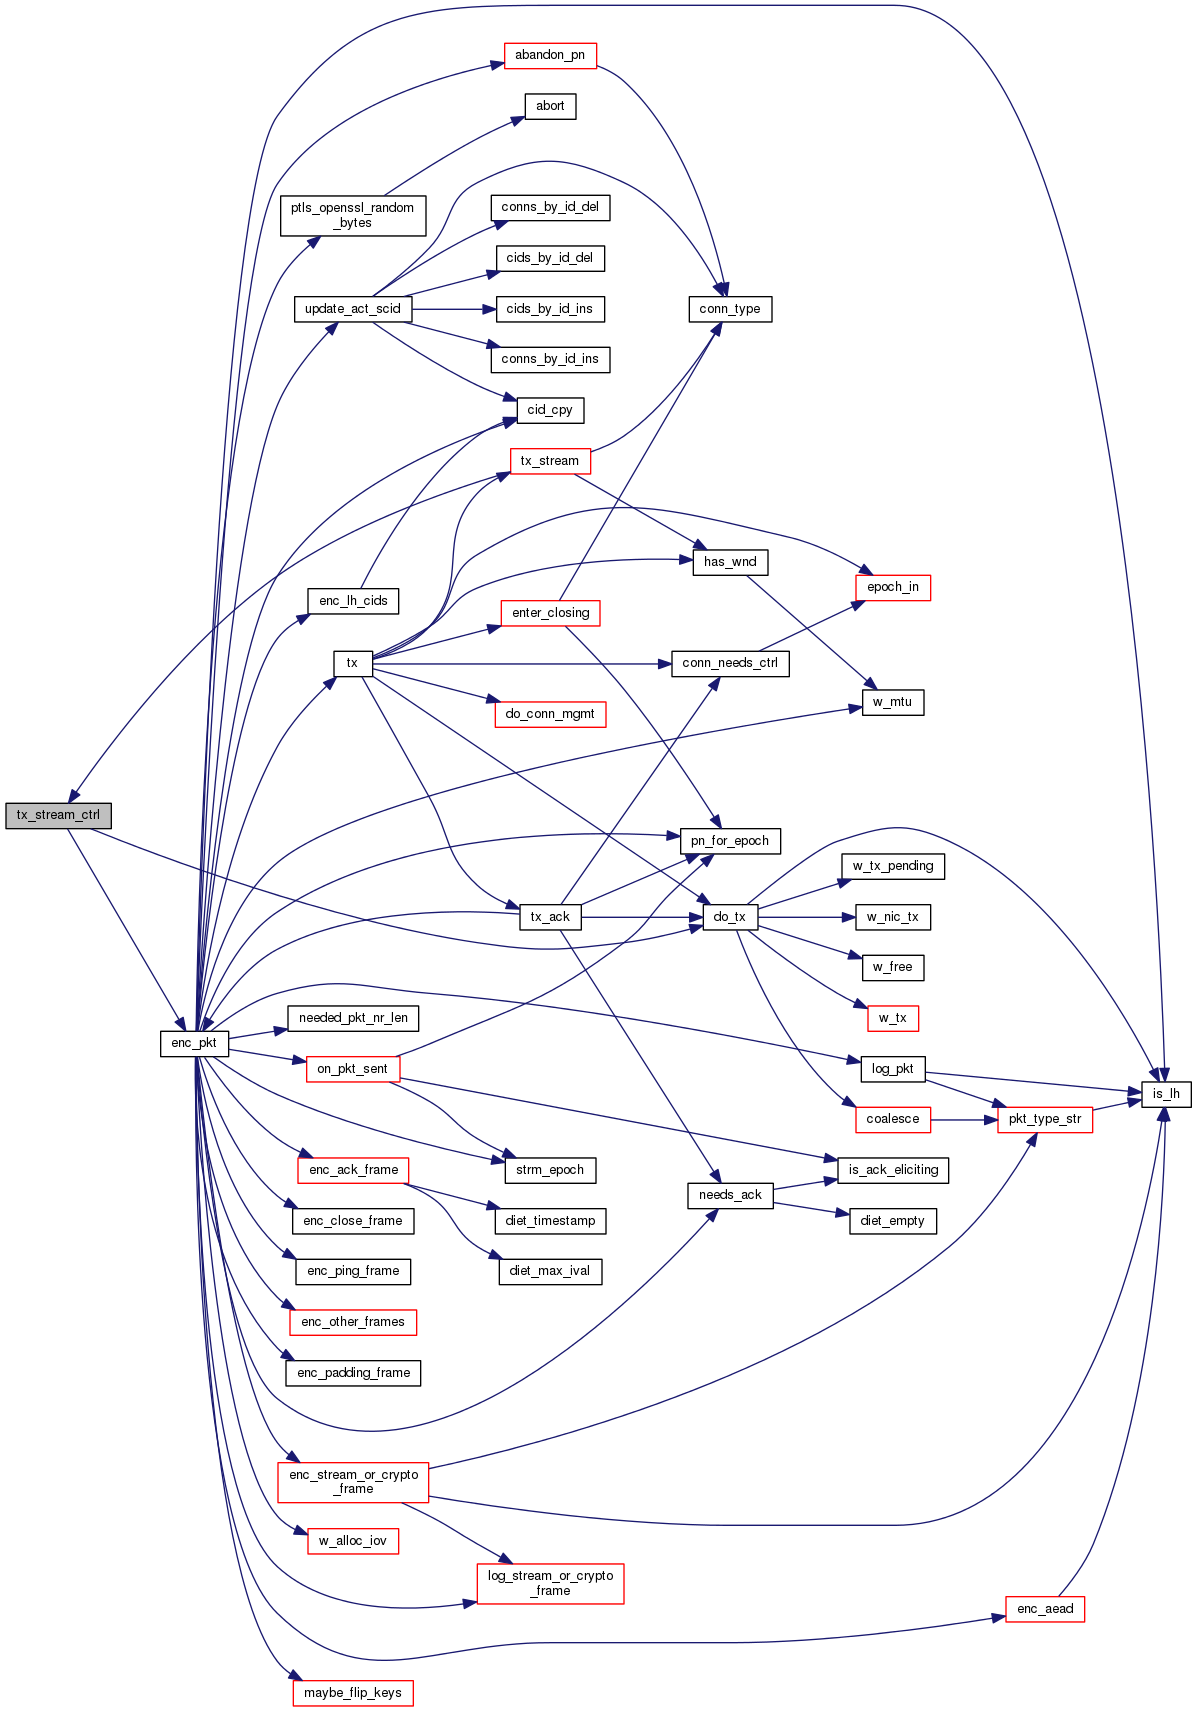 abandon_pn
abort
ptls_openssl_random
_bytes
conns_by_id_del
cids_by_id_del
update_act_scid
cids_by_id_ins
conn_type
conns_by_id_ins
cid_cpy
tx_stream
has_wnd
epoch_in
enc_lh_cids
enter_closing
tx
conn_needs_ctrl
w_mtu
do_conn_mgmt
tx_stream_ctrl
pn_for_epoch
w_tx_pending
tx_ack
do_tx
w_nic_tx
w_free
needed_pkt_nr_len
w_tx
enc_pkt
on_pkt_sent
log_pkt
is_lh
coalesce
pkt_type_str
enc_ack_frame
strm_epoch
is_ack_eliciting
needs_ack
enc_close_frame
diet_timestamp
diet_empty
enc_ping_frame
diet_max_ival
enc_other_frames
enc_padding_frame
enc_stream_or_crypto
_frame
w_alloc_iov
log_stream_or_crypto
_frame
enc_aead
maybe_flip_keys